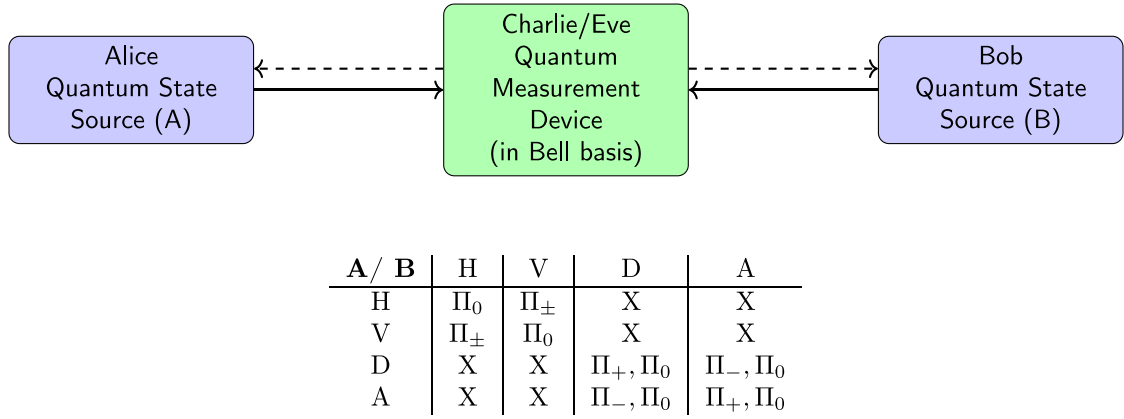 Alice
Quantum State
Source (A)
Charlie/Eve
Quantum
Measurement
Device
(in Bell basis)
Bob
Quantum State
Source (B)
A/ B H V D A
H Π₀ Π± X X
V Π± Π₀ X X
D X X Π₊, Π₀ Π₋, Π₀
A X X Π₋, Π₀ Π₊, Π₀